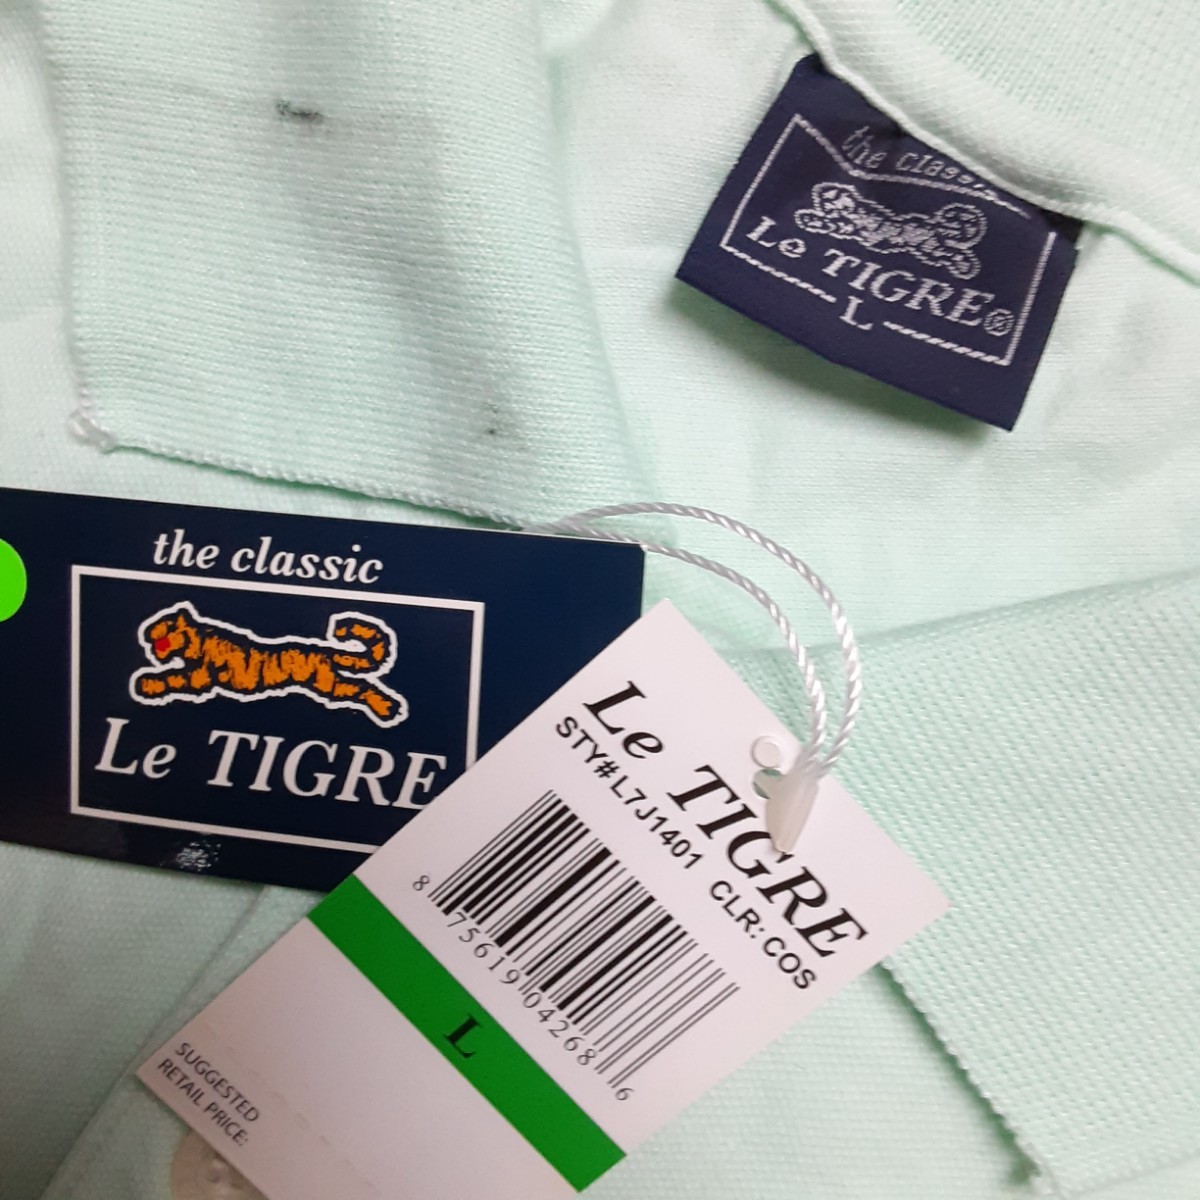 the classic
Le TIGRE®
L
the classic
Le TIGRE
Le TIGRE
STY# L7J1401 CLR: COS
8 75619 04268 6
L
SUGGESTED
RETAIL PRICE: